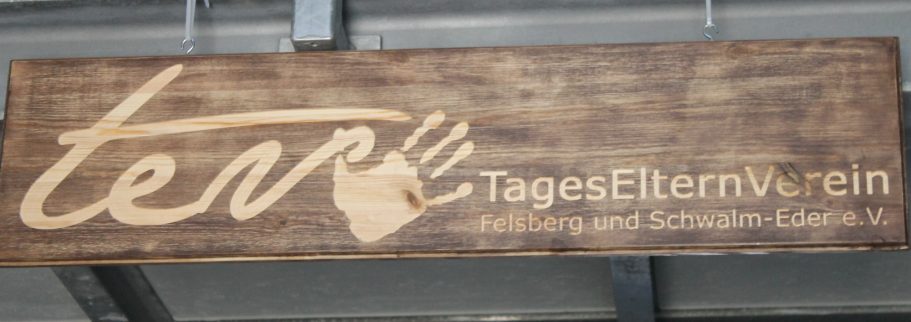 tev
TagesElternVerein
Felsberg und Schwalm-Eder e.V.